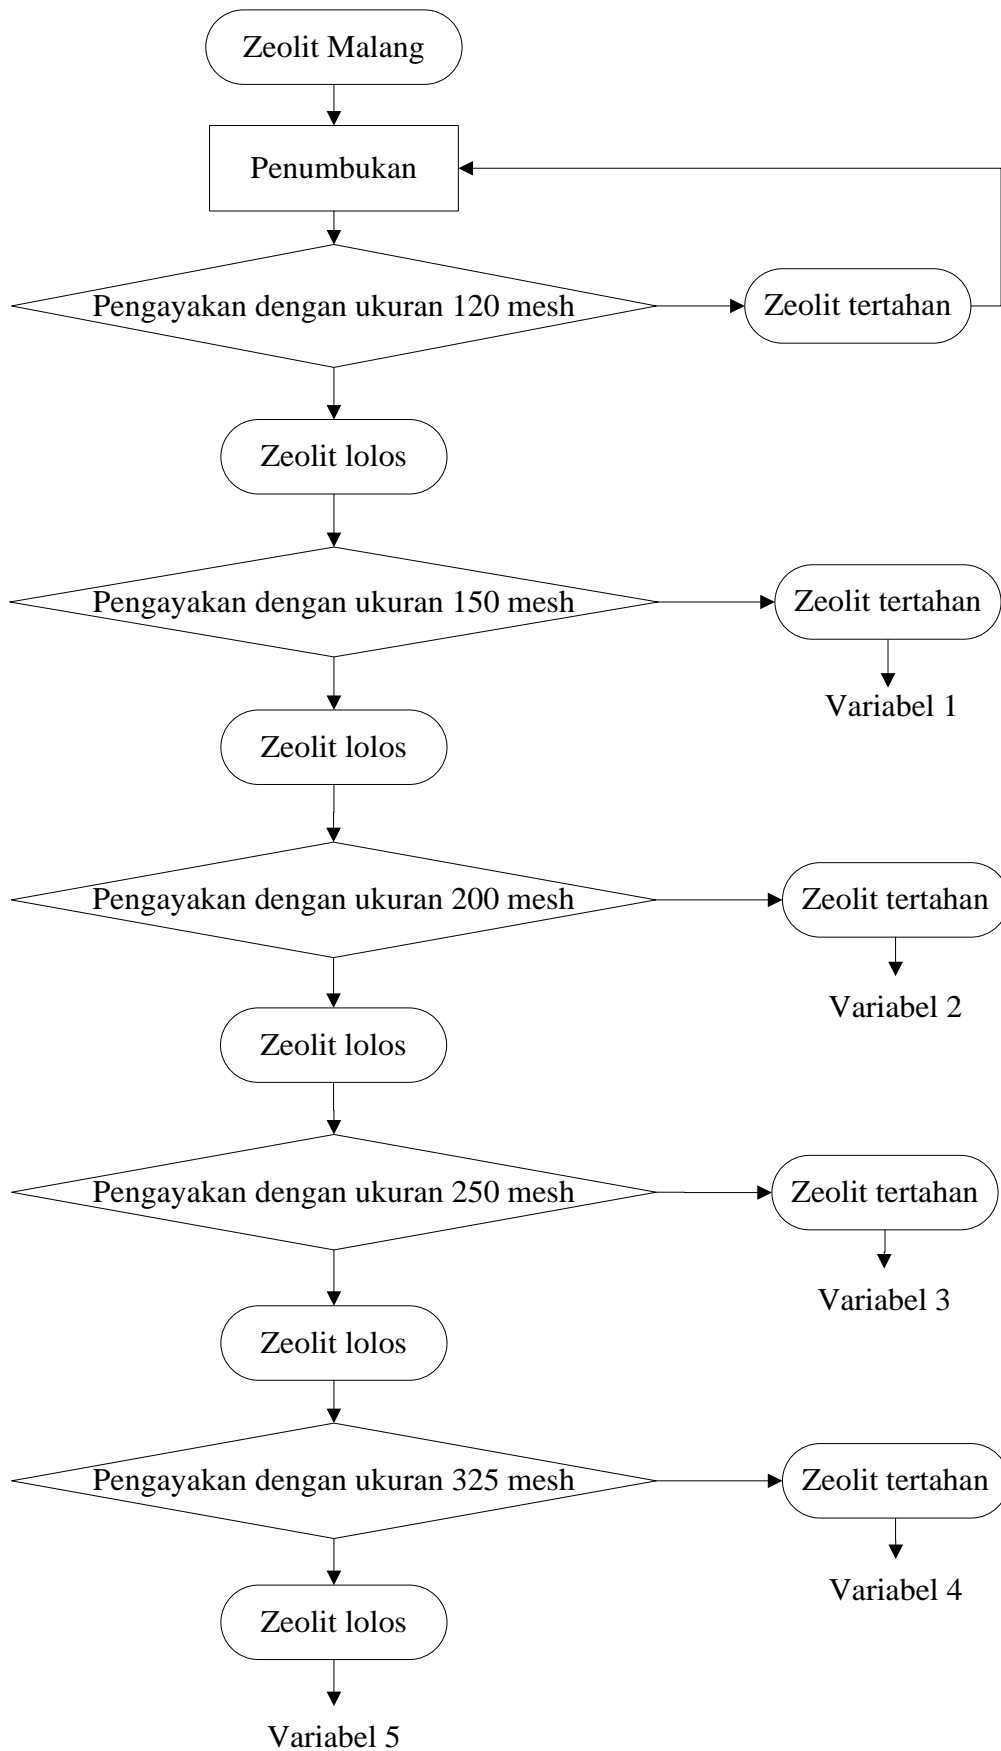 Zeolit Malang
Penumbukan
Pengayakan dengan ukuran 120 mesh
Zeolit tertahan
Zeolit lolos
Pengayakan dengan ukuran 150 mesh
Zeolit tertahan
Variabel 1
Zeolit lolos
Pengayakan dengan ukuran 200 mesh
Zeolit tertahan
Variabel 2
Zeolit lolos
Pengayakan dengan ukuran 250 mesh
Zeolit tertahan
Variabel 3
Zeolit lolos
Pengayakan dengan ukuran 325 mesh
Zeolit tertahan
Variabel 4
Zeolit lolos
Variabel 5